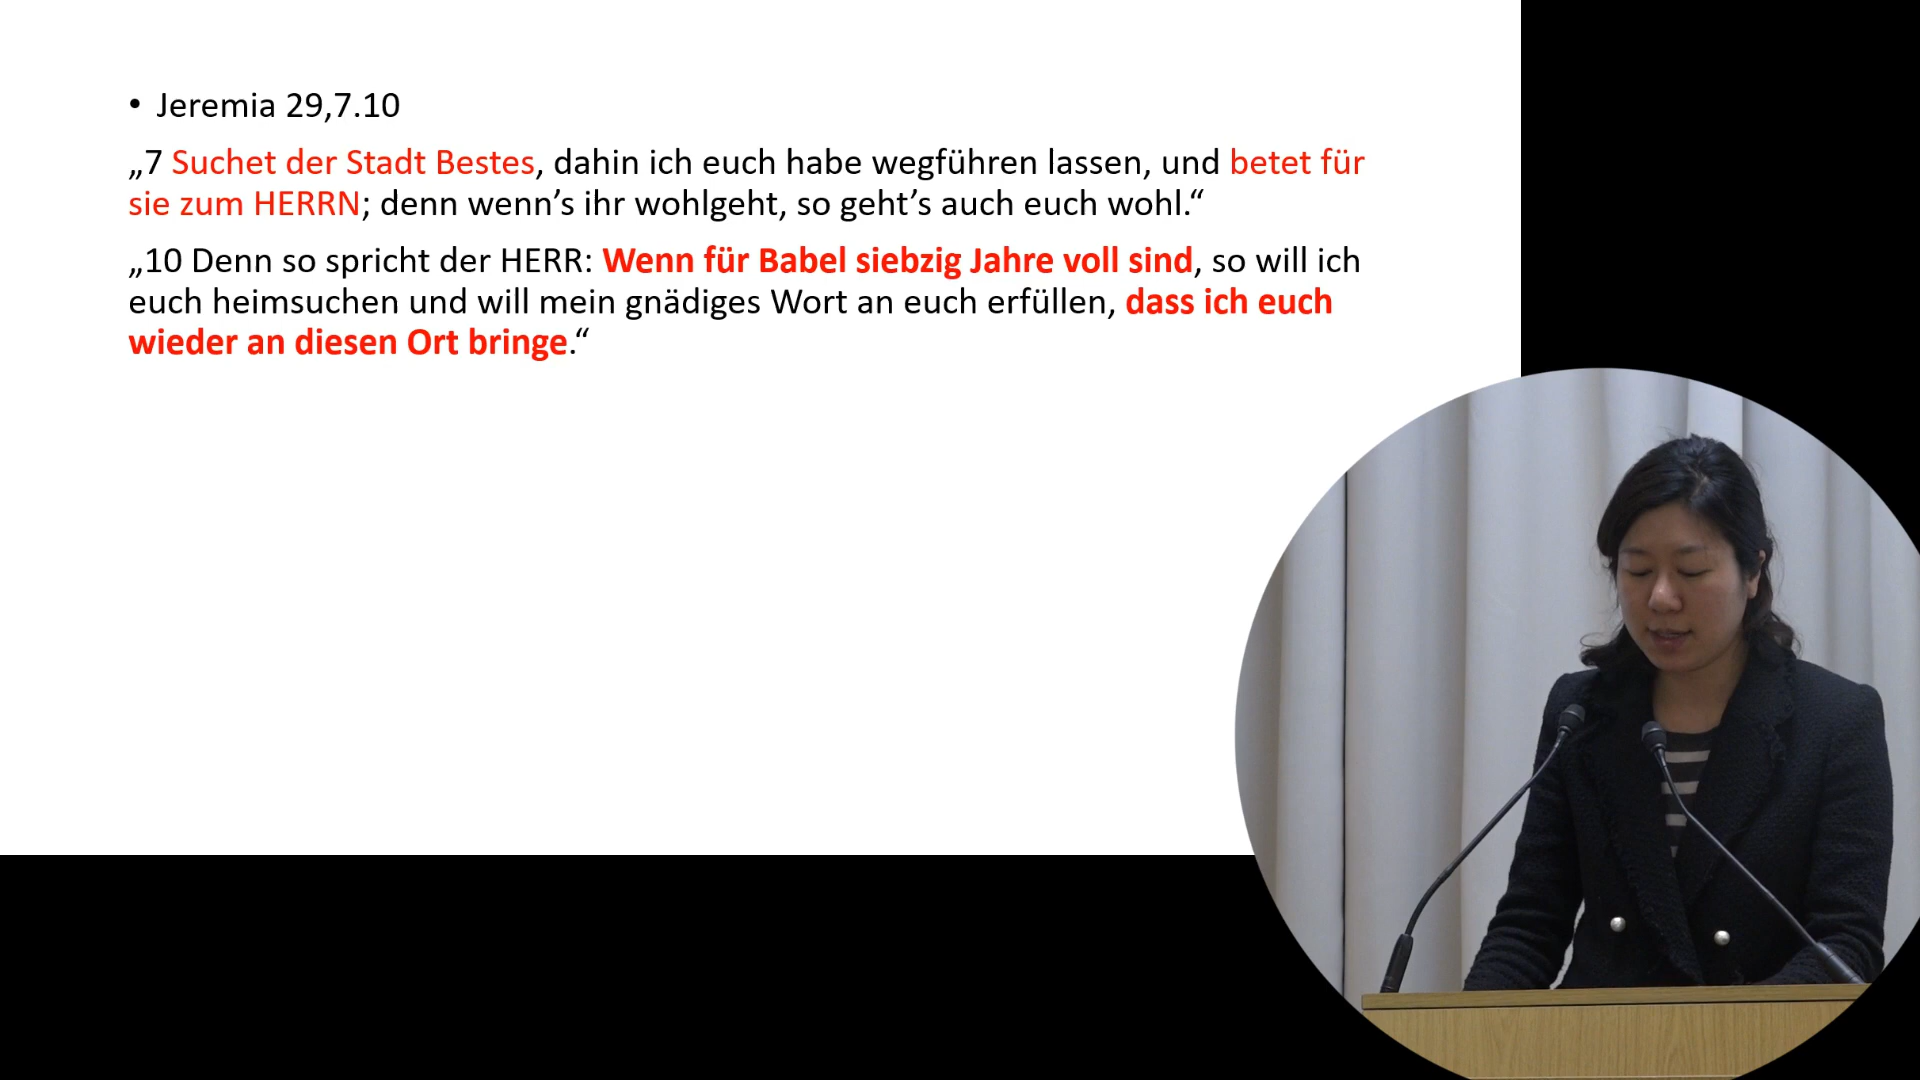 • Jeremia 29,7.10
„7 Suchet der Stadt Bestes, dahin ich euch habe wegführen lassen, und betet für
sie zum HERRN; denn wenn’s ihr wohlgeht, so geht’s auch euch wohl.“
„10 Denn so spricht der HERR: Wenn für Babel siebzig Jahre voll sind, so will ich
euch heimsuchen und will mein gnädiges Wort an euch erfüllen, dass ich euch
wieder an diesen Ort bringe.“